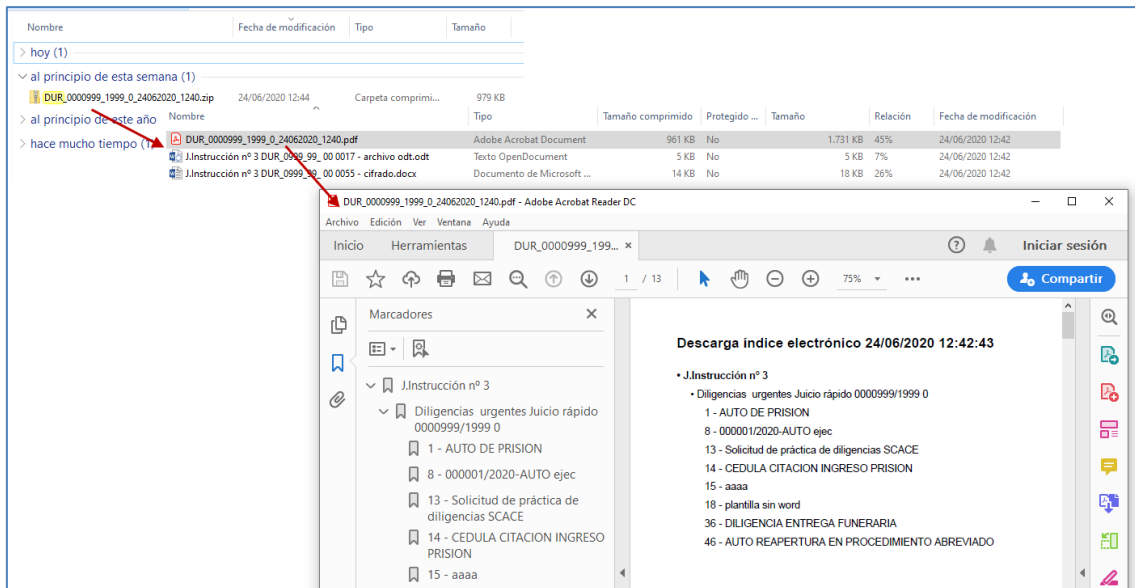 Nombre Fecha de modificación Tipo Tamaño
hoy (1)
al principio de esta semana (1)
DUR_0000999_1999_0_24062020_1240.zip 24/06/2020 12:44 Carpeta comprimi... 979 KB
al principio de este año
Nombre Tipo Tamaño comprimido Protegido ... Tamaño Relación Fecha de modificación
hace mucho tiempo (1
DUR_0000999_1999_0_24062020_1240.pdf Adobe Acrobat Document 961 KB No 1.731 KB 45% 24/06/2020 12:42
J.Instrucción nº 3 DUR_0999_99_ 00 0017 - archivo odt.odt Texto OpenDocument 5 KB No 5 KB 7% 24/06/2020 12:42
J.Instrucción nº 3 DUR_0999_99_ 00 0055 - cifrado.docx Documento de Microsoft ... 14 KB No 18 KB 26% 24/06/2020 12:42
DUR_0000999_1999_0_24062020_1240.pdf - Adobe Acrobat Reader DC
Archivo Edición Ver Ventana Ayuda
Inicio Herramientas DUR_0000999_199... × Iniciar sesión
1 / 13 75% Compartir
Marcadores
J.Instrucción nº 3
Diligencias urgentes Juicio rápido
0000999/1999 0
1 - AUTO DE PRISION
8 - 000001/2020-AUTO ejec
13 - Solicitud de práctica de
diligencias SCACE
14 - CEDULA CITACION INGRESO
PRISION
15 - aaaa
Descarga índice electrónico 24/06/2020 12:42:43
• J.Instrucción nº 3
• Diligencias urgentes Juicio rápido 0000999/1999 0
1 - AUTO DE PRISION
8 - 000001/2020-AUTO ejec
13 - Solicitud de práctica de diligencias SCACE
14 - CEDULA CITACION INGRESO PRISION
15 - aaaa
18 - plantilla sin word
36 - DILIGENCIA ENTREGA FUNERARIA
46 - AUTO REAPERTURA EN PROCEDIMIENTO ABREVIADO